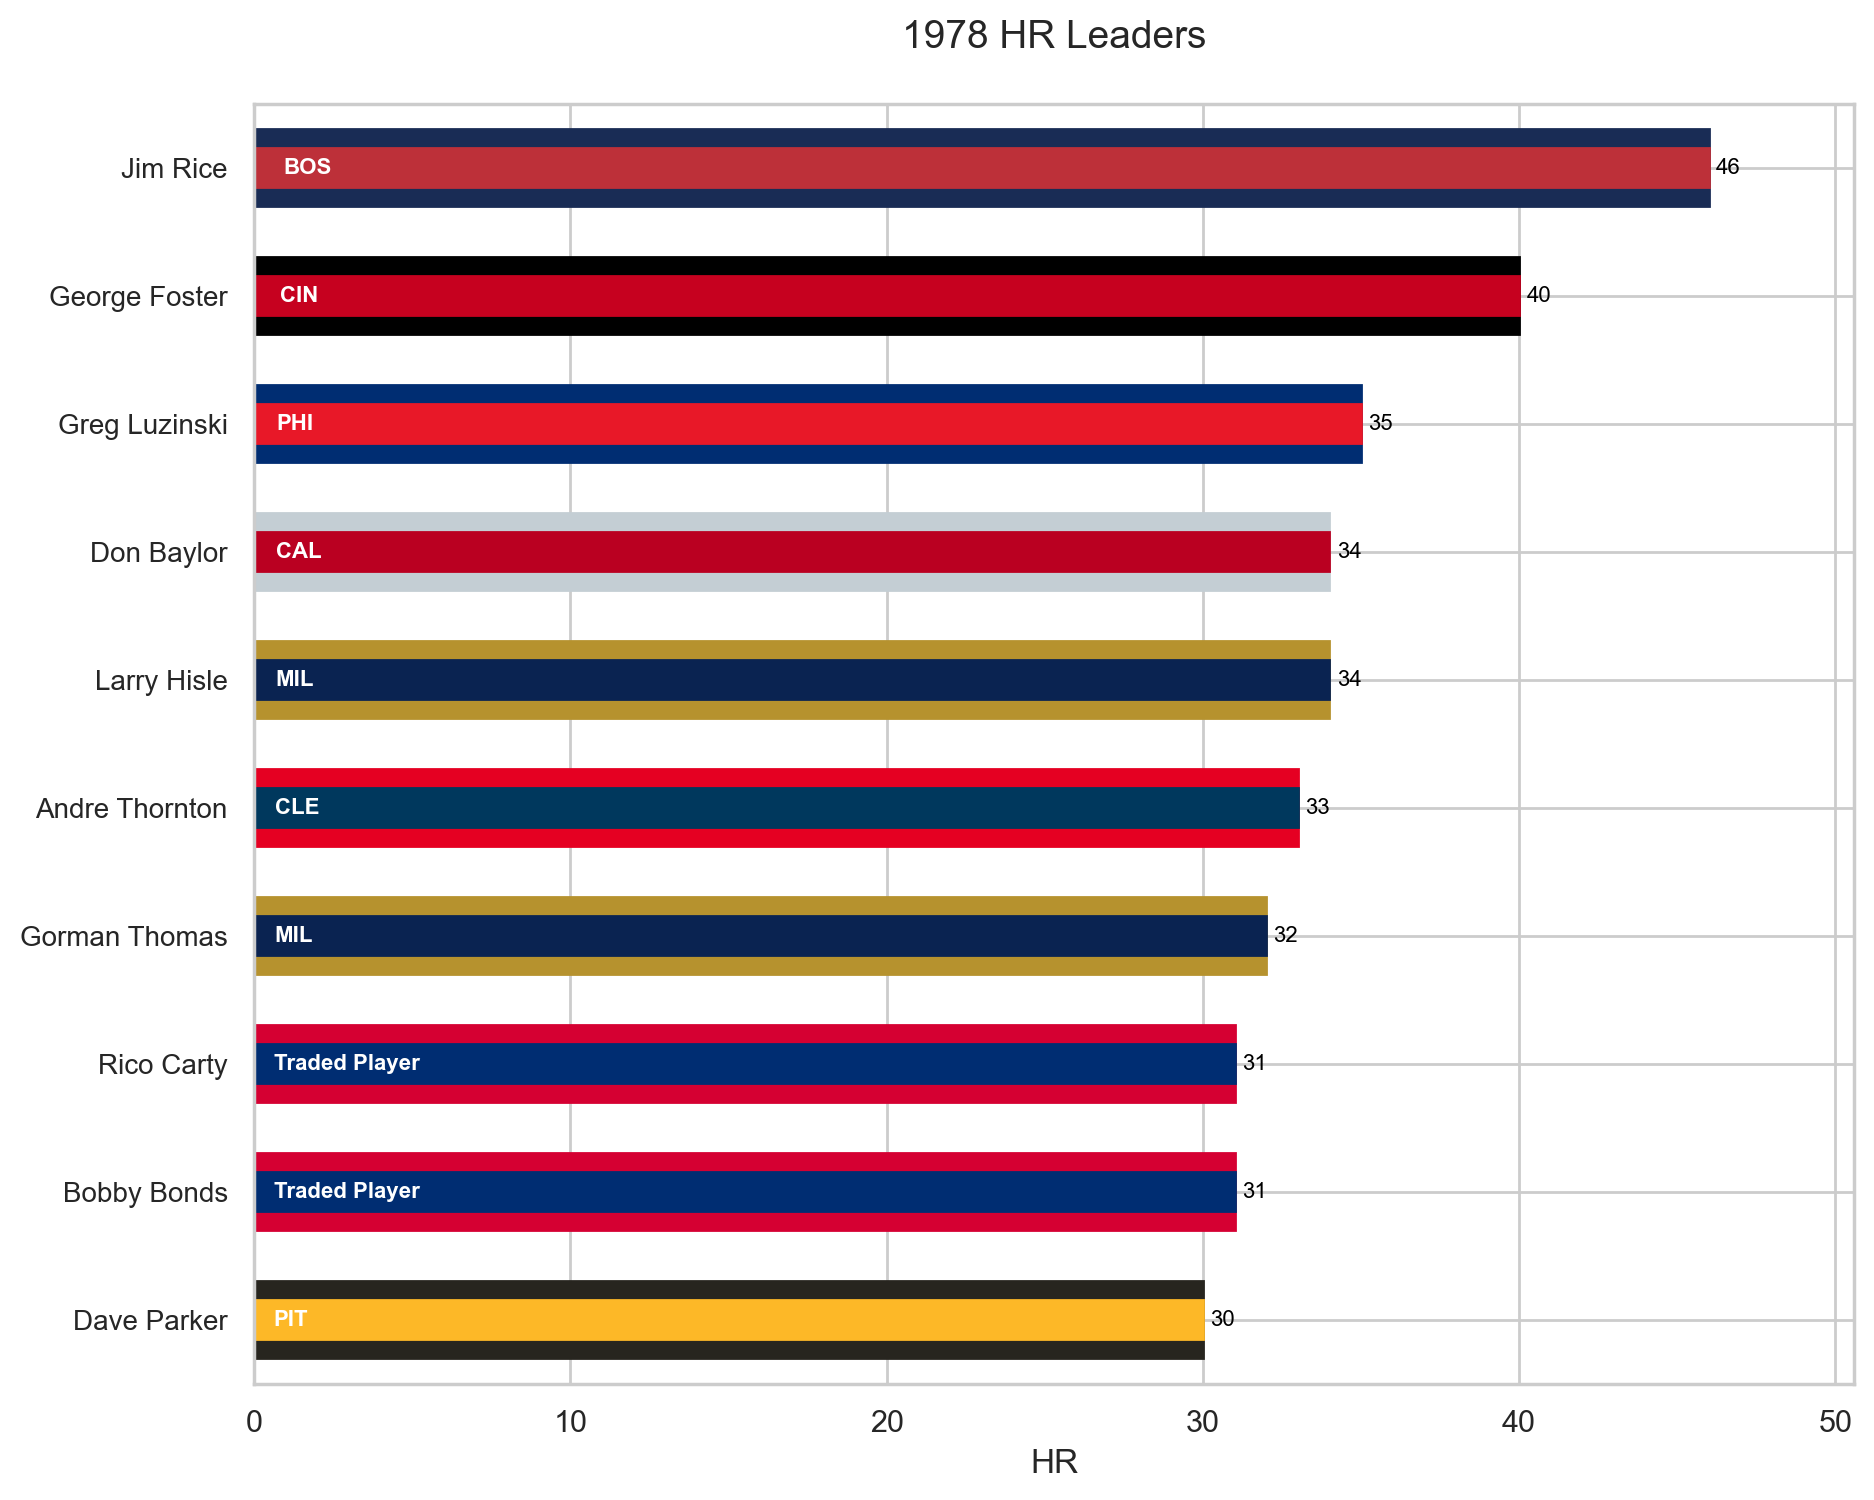 1978 HR Leaders
Jim Rice BOS 46
George Foster CIN 40
Greg Luzinski PHI 35
Don Baylor CAL 34
Larry Hisle MIL 34
Andre Thornton CLE 33
Gorman Thomas MIL 32
Rico Carty Traded Player 31
Bobby Bonds Traded Player 31
Dave Parker PIT 30
0 10 20 30 40 50
HR